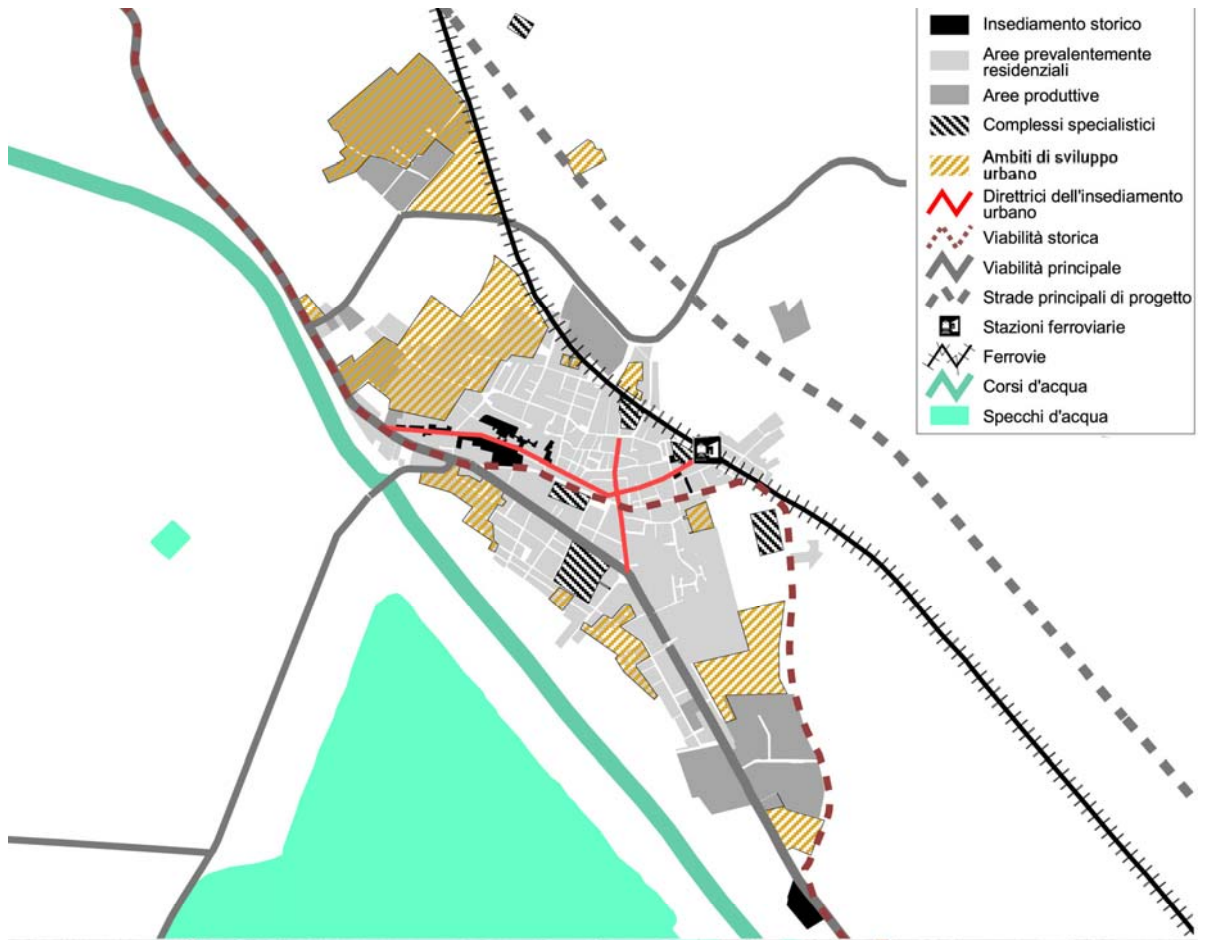 Insediamento storico
Aree prevalentemente
residenziali
Aree produttive
Complessi specialistici
Ambiti di sviluppo
urbano
Direttrici dell'insediamento
urbano
Viabilità storica
Viabilità principale
Strade principali di progetto
Stazioni ferroviarie
Ferrovie
Corsi d'acqua
Specchi d'acqua